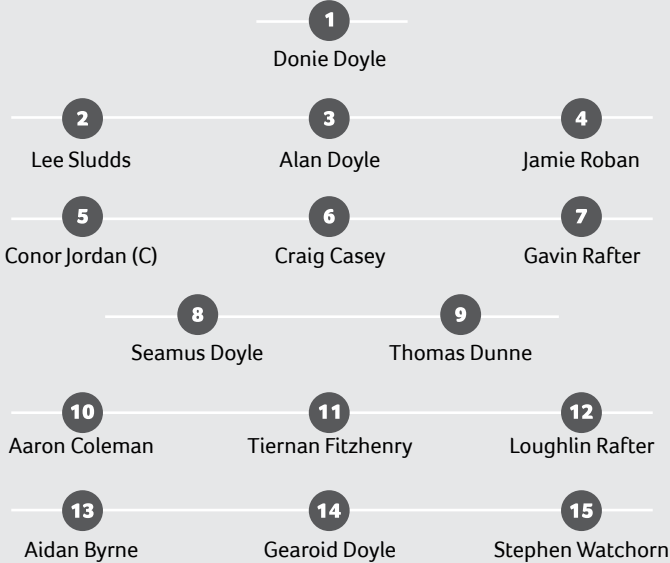 1
Donie Doyle
2 3 4
Lee Sludds Alan Doyle Jamie Roban
5 6 7
Conor Jordan (C) Craig Casey Gavin Rafter
8 9
Seamus Doyle Thomas Dunne
10 11 12
Aaron Coleman Tiernan Fitzhenry Loughlin Rafter
13 14 15
Aidan Byrne Gearoid Doyle Stephen Watchorn